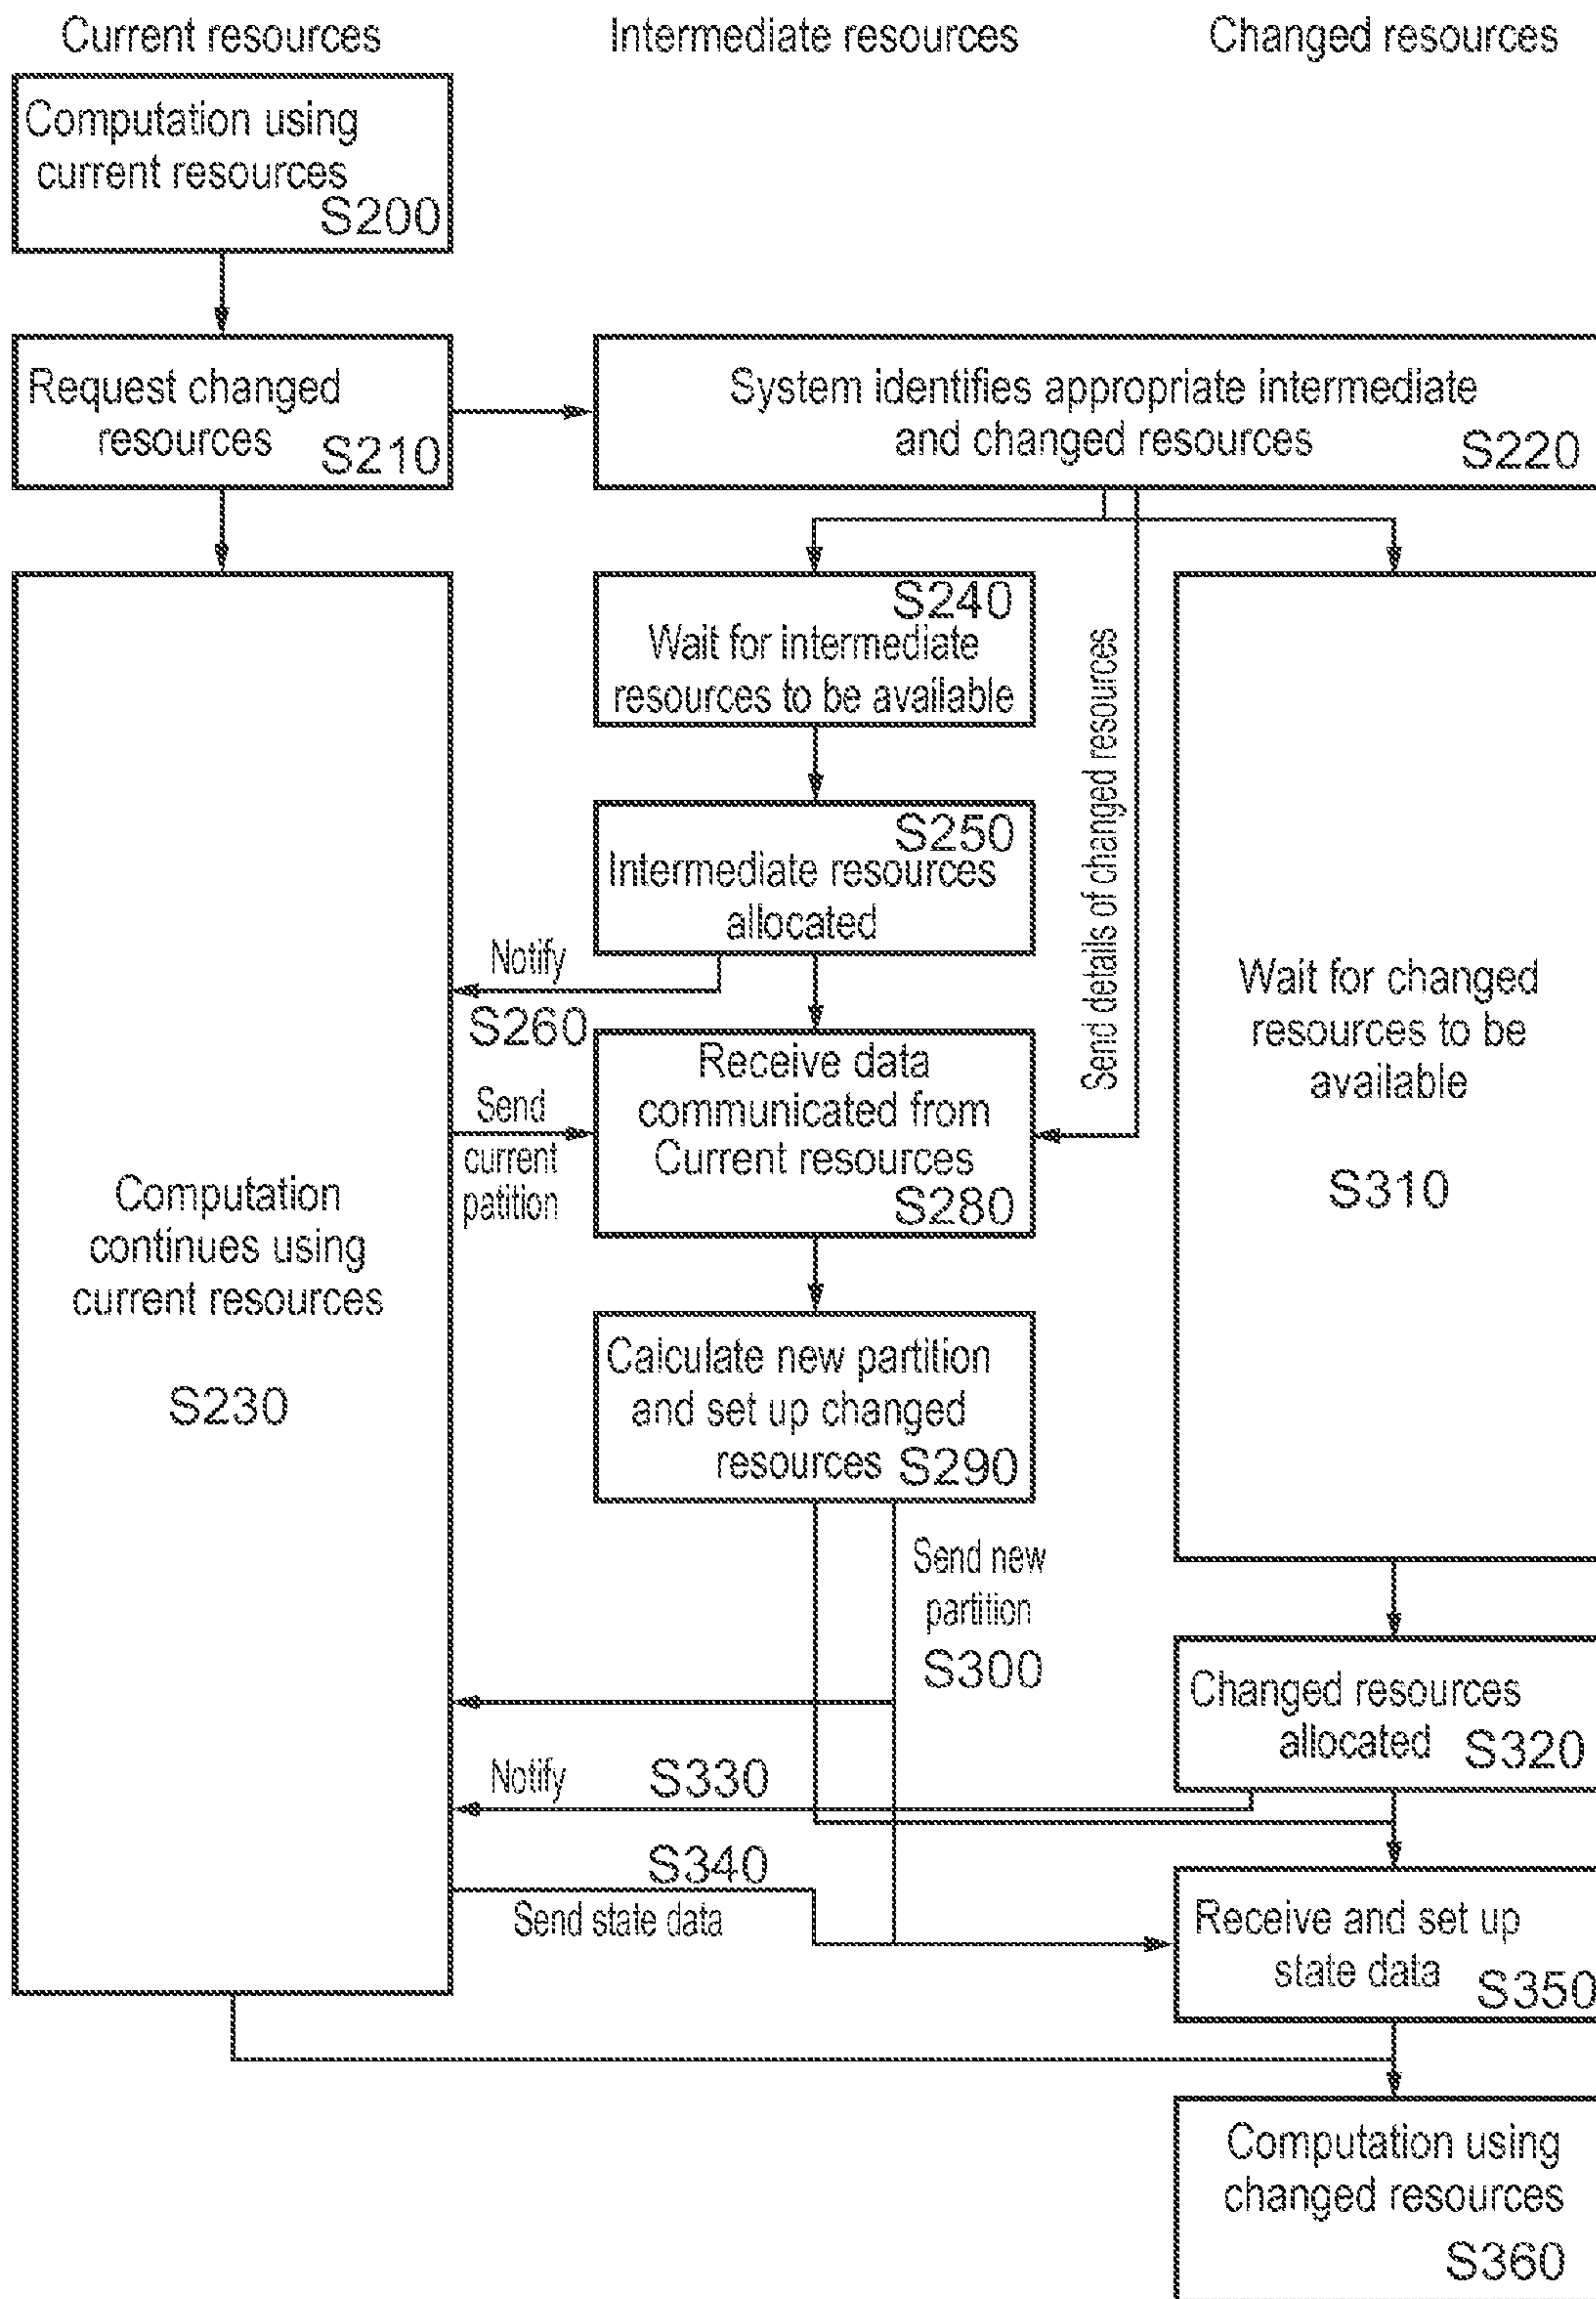 Current resources
Intermediate resources
Changed resources
Computation using
current resources
S200
Request changed
resources
S210
System identifies appropriate intermediate
and changed resources
S220
S240
Wait for intermediate
resources to be available
S250
Intermediate resources
allocated
Send details of changed resources
Notify
S260
Receive data
communicated from
Current resources
S280
Send
current
patition
Wait for changed
resources to be
available
S310
Computation
continues using
current resources
S230
Calculate new partition
and set up changed
resources S290
Send new
partition
S300
Changed resources
allocated S320
Notify S330
S340
Send state data
Receive and set up
state data S350
Computation using
changed resources
S360